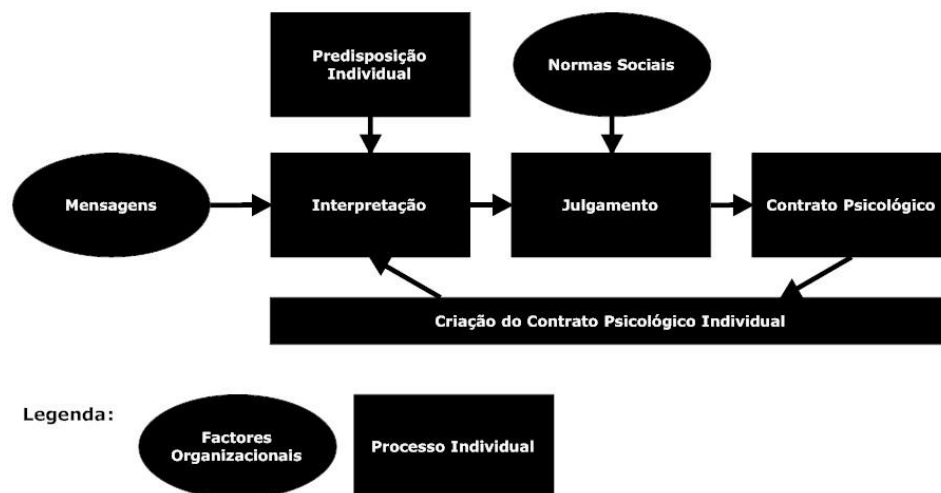 Predisposição
Individual
Normas Sociais
Mensagens
Interpretação
Julgamento
Contrato Psicológico
Criação do Contrato Psicológico Individual
Legenda:
Factores
Organizacionais
Processo Individual